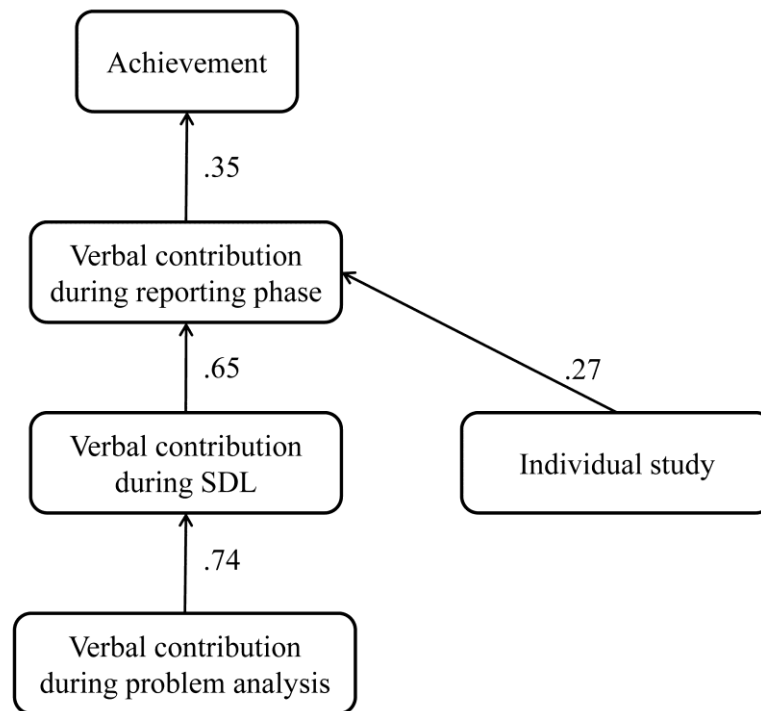 Achievement
.35
Verbal contribution
during reporting phase
.65
.27
Verbal contribution
during SDL
Individual study
.74
Verbal contribution
during problem analysis